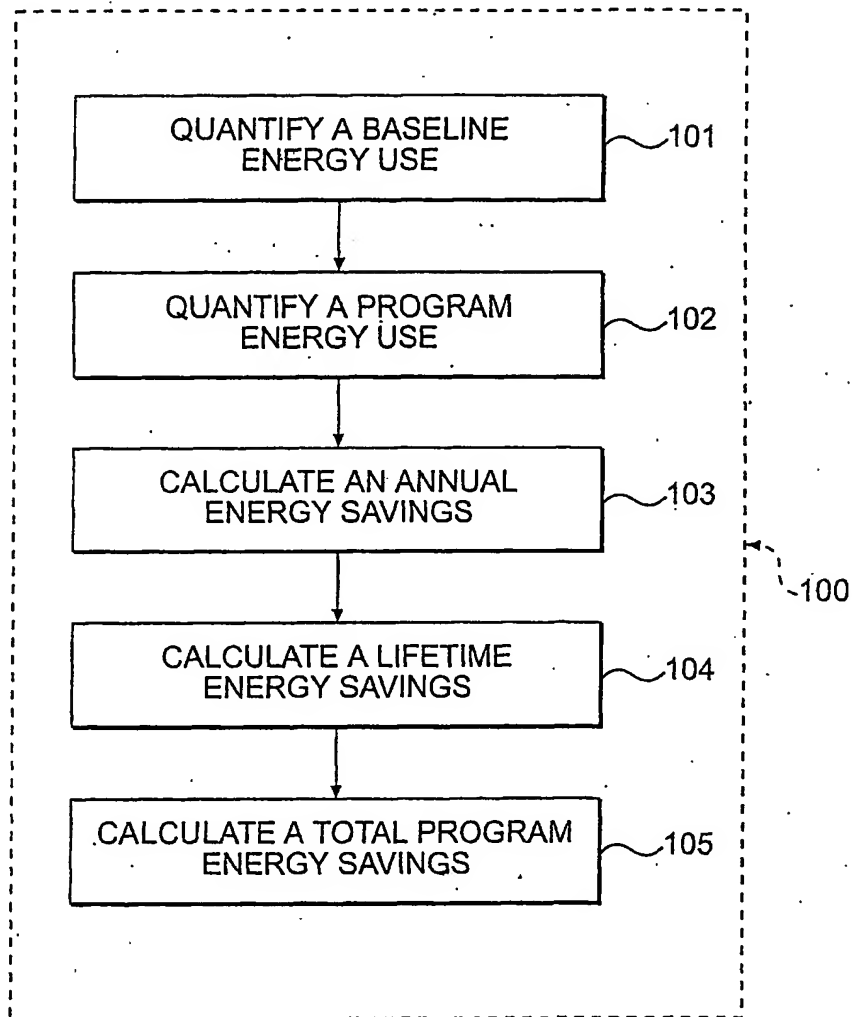 QUANTIFY A BASELINE
ENERGY USE
101
QUANTIFY A PROGRAM
ENERGY USE
102
CALCULATE AN ANNUAL
ENERGY SAVINGS
103
100
CALCULATE A LIFETIME
ENERGY SAVINGS
104
CALCULATE A TOTAL PROGRAM
ENERGY SAVINGS
105